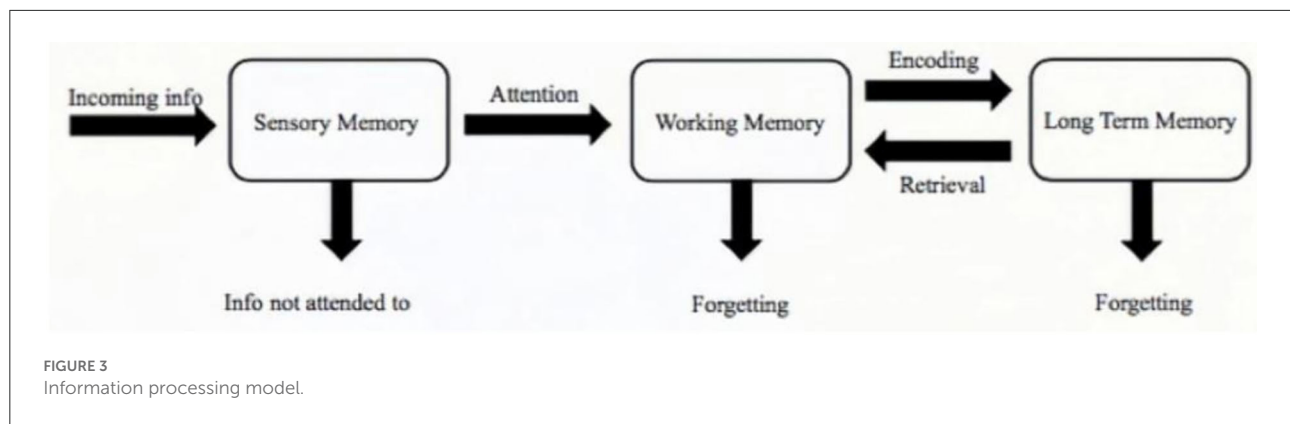 Incoming info
Sensory Memory
Attention
Working Memory
Encoding
Retrieval
Long Term Memory
Info not attended to
Forgetting
Forgetting
FIGURE 3
Information processing model.